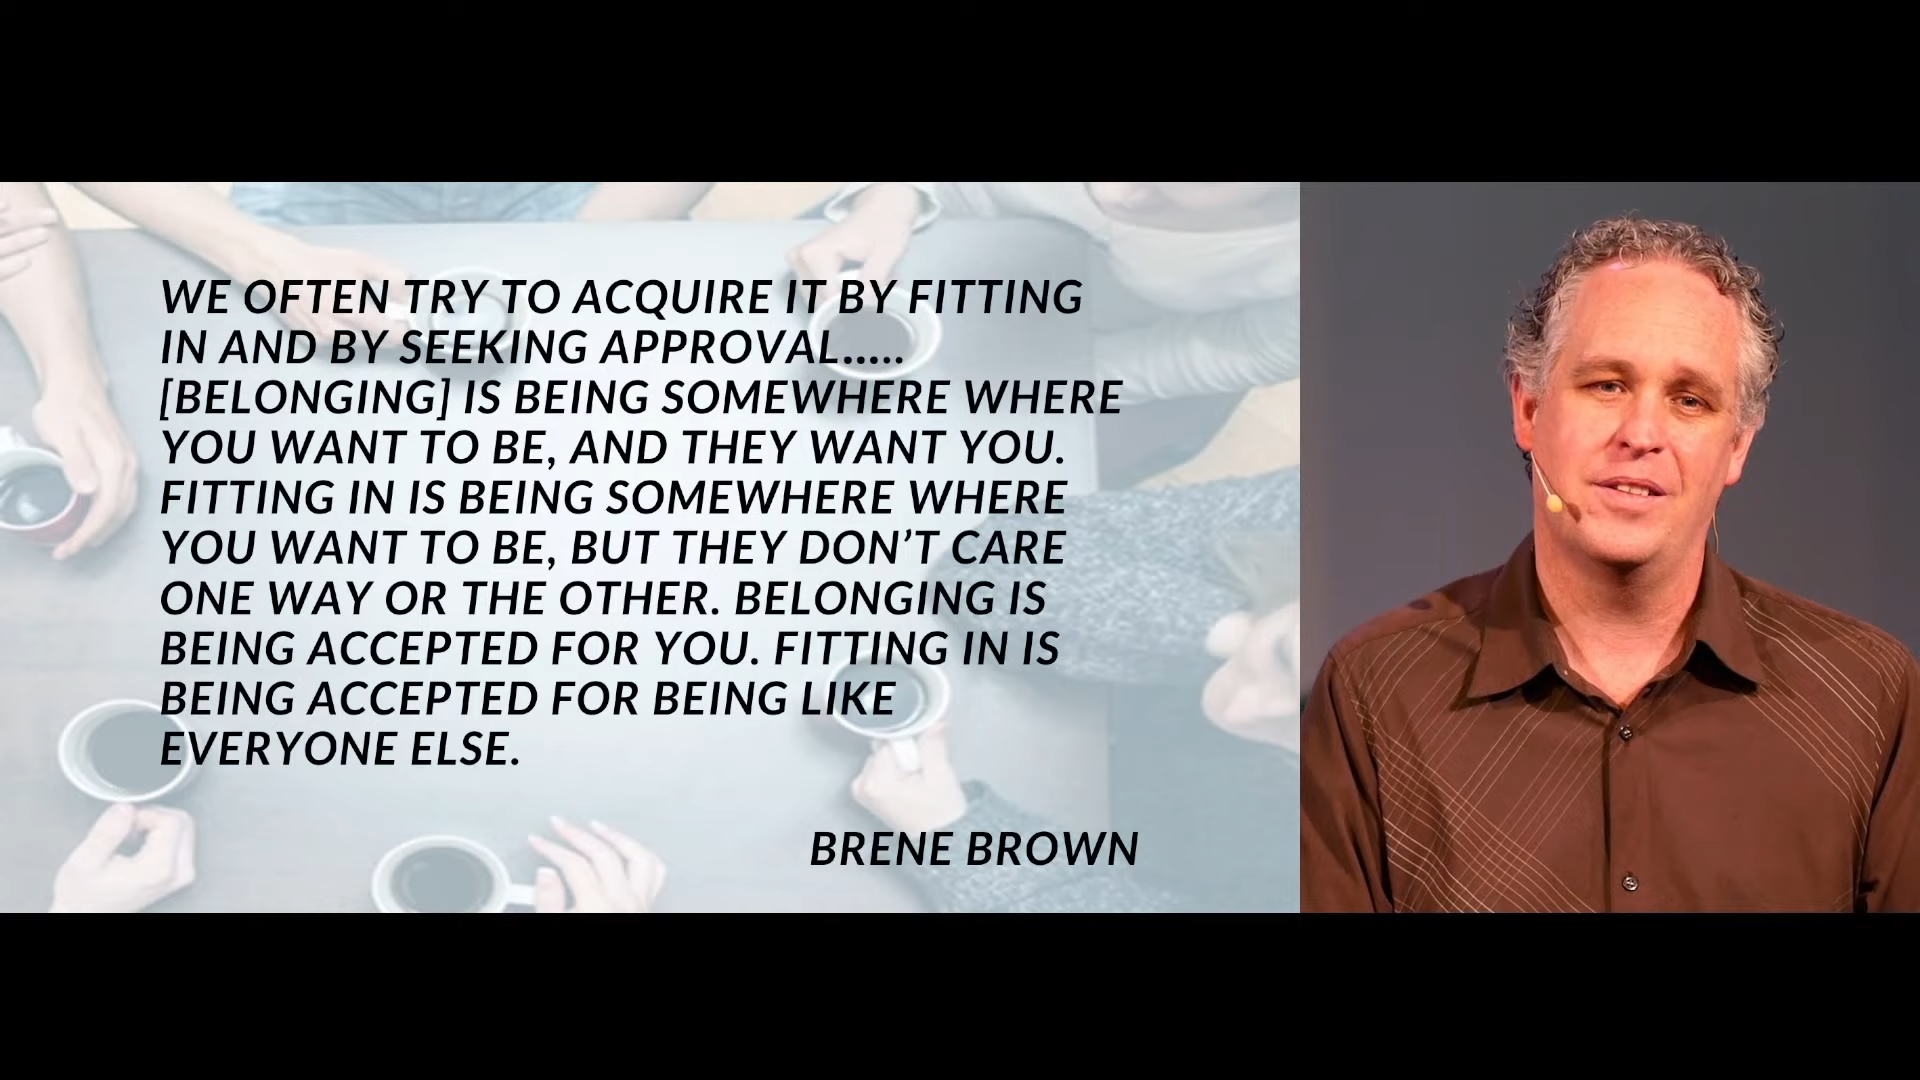 WE OFTEN TRY TO ACQUIRE IT BY FITTING
IN AND BY SEEKING APPROVAL.....
[BELONGING] IS BEING SOMEWHERE WHERE
YOU WANT TO BE, AND THEY WANT YOU.
FITTING IN IS BEING SOMEWHERE WHERE
YOU WANT TO BE, BUT THEY DON’T CARE
ONE WAY OR THE OTHER. BELONGING IS
BEING ACCEPTED FOR YOU. FITTING IN IS
BEING ACCEPTED FOR BEING LIKE
EVERYONE ELSE.
BRENE BROWN